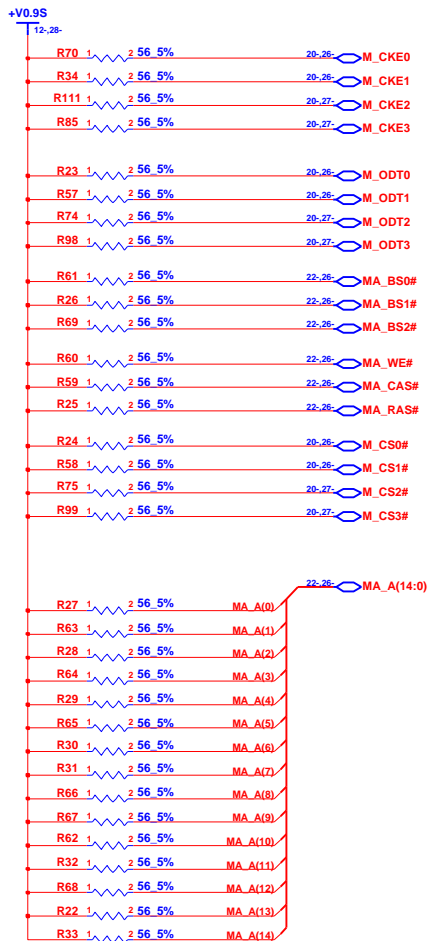 +V0.9S
12-,28-
R70 1 2 56_5% 20-,26- M_CKE0
R34 1 2 56_5% 20-,26- M_CKE1
R111 1 2 56_5% 20-,27- M_CKE2
R85 1 2 56_5% 20-,27- M_CKE3
R23 1 2 56_5% 20-,26- M_ODT0
R57 1 2 56_5% 20-,26- M_ODT1
R74 1 2 56_5% 20-,27- M_ODT2
R98 1 2 56_5% 20-,27- M_ODT3
R61 1 2 56_5% 22-,26- MA_BS0#
R26 1 2 56_5% 22-,26- MA_BS1#
R69 1 2 56_5% 22-,26- MA_BS2#
R60 1 2 56_5% 22-,26- MA_WE#
R59 1 2 56_5% 22-,26- MA_CAS#
R25 1 2 56_5% 22-,26- MA_RAS#
R24 1 2 56_5% 20-,26- M_CS0#
R58 1 2 56_5% 20-,26- M_CS1#
R75 1 2 56_5% 20-,27- M_CS2#
R99 1 2 56_5% 20-,27- M_CS3#
22-,26- MA_A(14:0)
R27 1 2 56_5% MA_A(0)
R63 1 2 56_5% MA_A(1)
R28 1 2 56_5% MA_A(2)
R64 1 2 56_5% MA_A(3)
R29 1 2 56_5% MA_A(4)
R65 1 2 56_5% MA_A(5)
R30 1 2 56_5% MA_A(6)
R31 1 2 56_5% MA_A(7)
R66 1 2 56_5% MA_A(8)
R67 1 2 56_5% MA_A(9)
R62 1 2 56_5% MA_A(10)
R32 1 2 56_5% MA_A(11)
R68 1 2 56_5% MA_A(12)
R22 1 2 56_5% MA_A(13)
R33 1 2 56_5% MA_A(14)